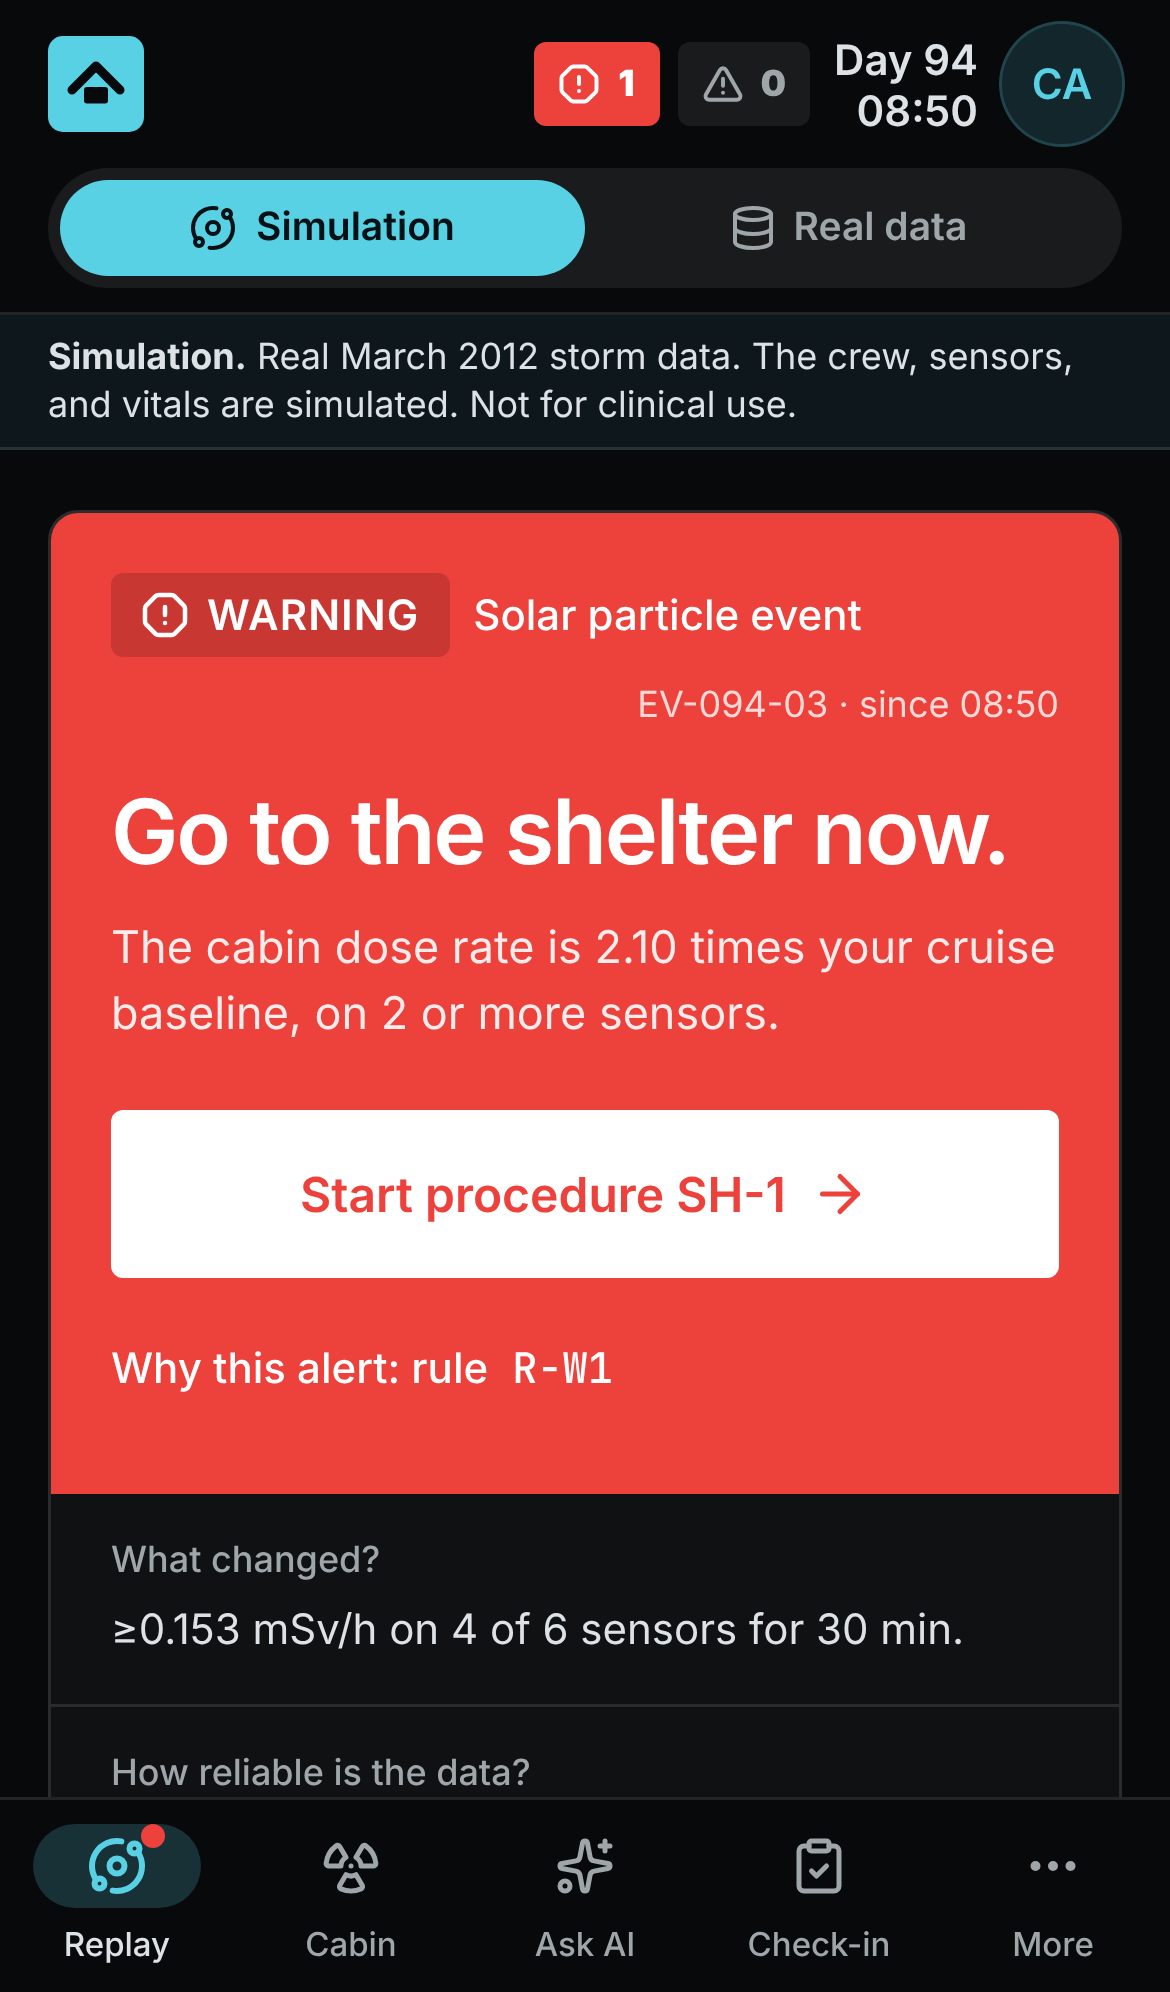 1
0
Day 94
08:50
CA
Simulation
Real data
Simulation. Real March 2012 storm data. The crew, sensors,
and vitals are simulated. Not for clinical use.
WARNING
Solar particle event
EV-094-03 · since 08:50
Go to the shelter now.
The cabin dose rate is 2.10 times your cruise
baseline, on 2 or more sensors.
Start procedure SH-1 →
Why this alert: rule R-W1
What changed?
≥0.153 mSv/h on 4 of 6 sensors for 30 min.
How reliable is the data?
Replay
Cabin
Ask AI
Check-in
More